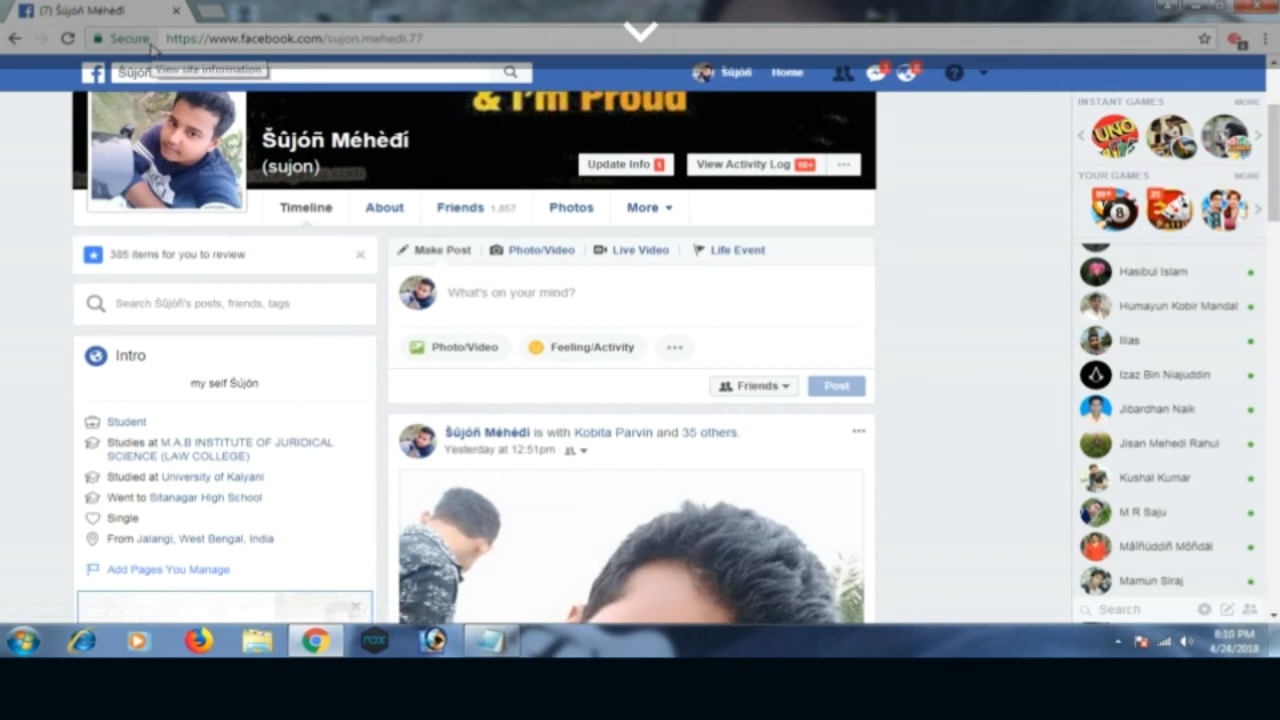 (7) Šûjóñ Méhèđí
Secure
https://www.facebook.com/sujon.mehedi.77
View site information
Šûjóñ
Home
& I'm Proud
Šûjóñ Méhèđí
(sujon)
Update Info 1
View Activity Log 10+
Timeline
About
Friends 1,857
Photos
More
385 items for you to review
Search Šûjóñ's posts, friends, tags
Intro
my self Šûjón
Student
Studies at M.A.B INSTITUTE OF JURIDICAL
SCIENCE (LAW COLLEGE)
Studied at University of Kalyani
Went to Sitanagar High School
Single
From Jalangi, West Bengal, India
Add Pages You Manage
Make Post
Photo/Video
Live Video
Life Event
What's on your mind?
Photo/Video
Feeling/Activity
Friends
Post
Šûjóñ Méhèđí is with Kobita Parvin and 35 others.
Yesterday at 12:51pm
INSTANT GAMES
MORE
UNO
YOUR GAMES
MORE
Hasibul Islam
Humayun Kobir Mandal
Ilias
Izaz Bin Niajuddin
Jibardhan Naik
Jisan Mehedi Rahul
Kushal Kumar
M R Saju
Mâlñúddíñ Móñdál
Mamun Siraj
Search
8:10 PM
4/24/2018